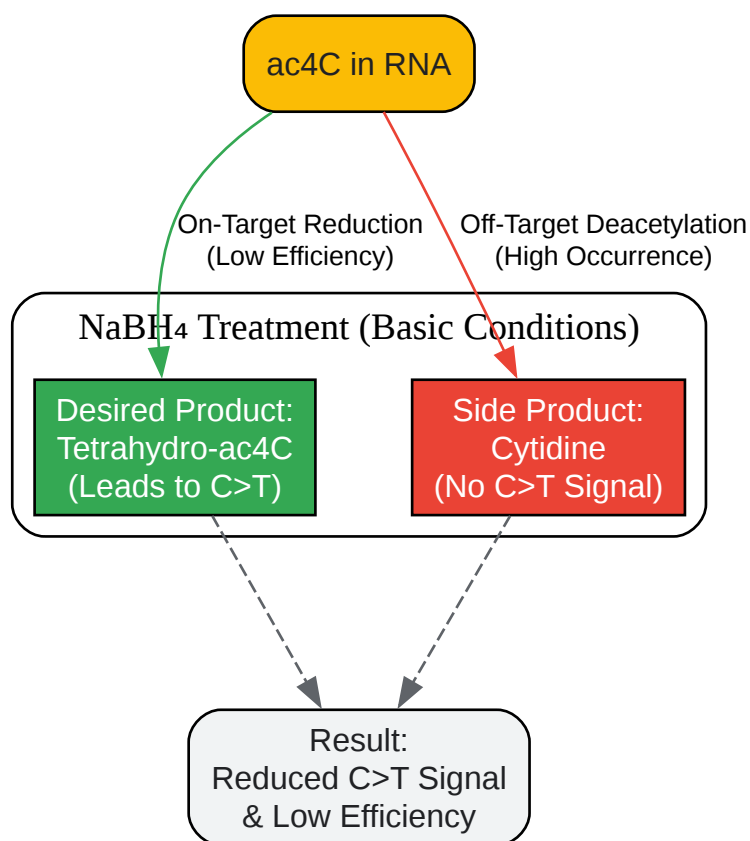 ac4C in RNA
On-Target Reduction
(Low Efficiency)
Off-Target Deacetylation
(High Occurrence)
NaBH₄ Treatment (Basic Conditions)
Desired Product:
Tetrahydro-ac4C
(Leads to C>T)
Side Product:
Cytidine
(No C>T Signal)
Result:
Reduced C>T Signal
& Low Efficiency